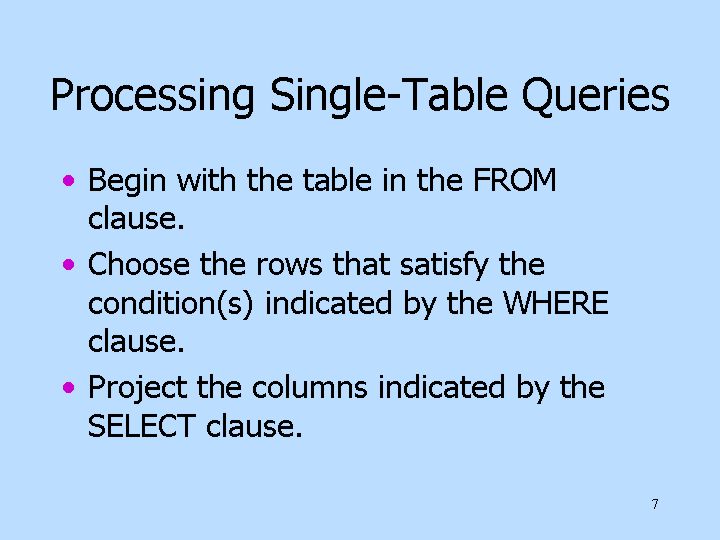 Processing Single-Table Queries
• Begin with the table in the FROM
clause.
• Choose the rows that satisfy the
condition(s) indicated by the WHERE
clause.
• Project the columns indicated by the
SELECT clause.
7